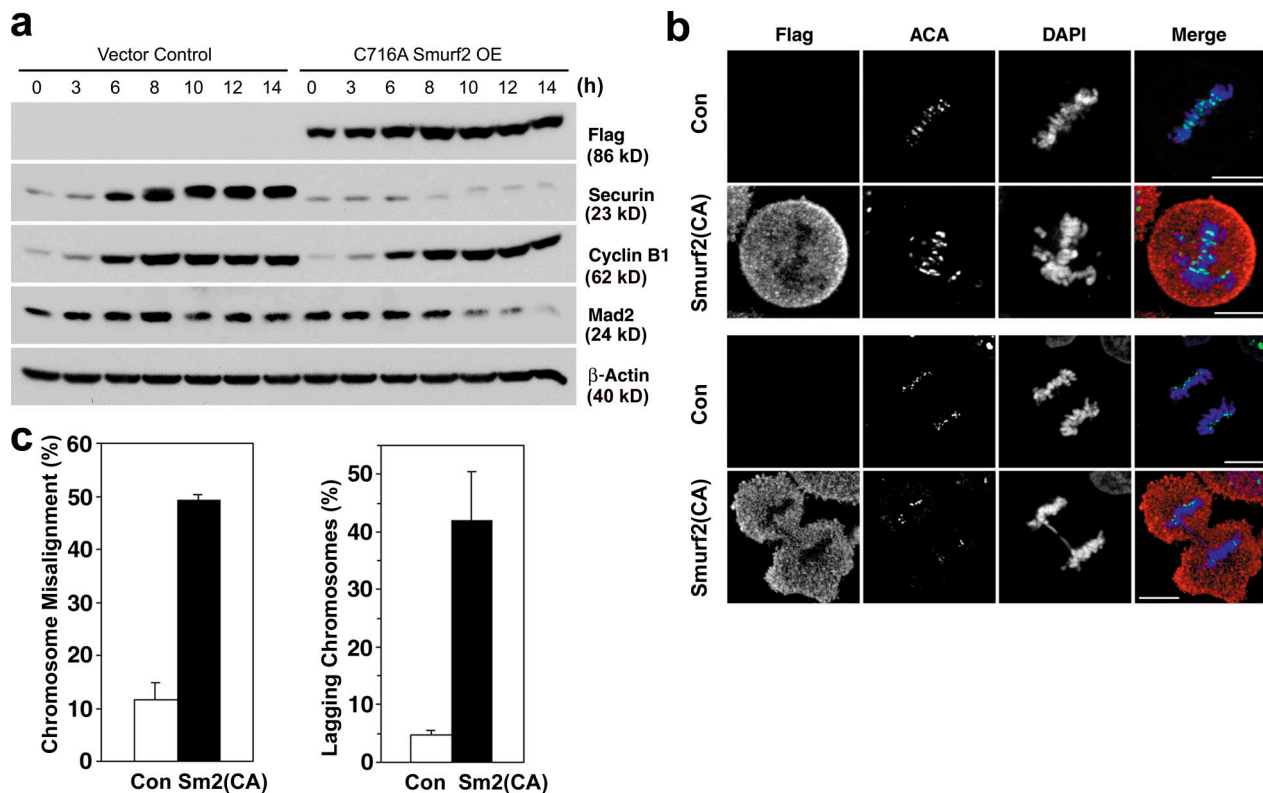 a
Vector Control
C716A Smurf2 OE
0 3 6 8 10 12 14 0 3 6 8 10 12 14 (h)
Flag
(86 kD)
Securin
(23 kD)
Cyclin B1
(62 kD)
Mad2
(24 kD)
β-Actin
(40 kD)
b
Flag ACA DAPI Merge
Con
Smurf2(CA)
Con
Smurf2(CA)
c
Chromosome Misalignment (%)
60
50
40
30
20
10
0
Con Sm2(CA)
Lagging Chromosomes (%)
50
40
30
20
10
5
0
Con Sm2(CA)